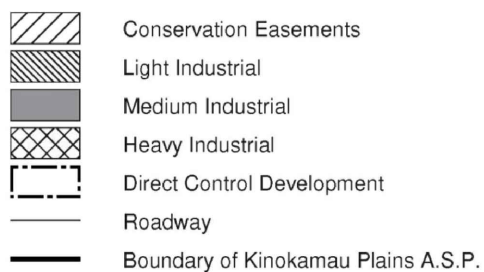 Conservation Easements
Light Industrial
Medium Industrial
Heavy Industrial
Direct Control Development
Roadway
Boundary of Kinokamau Plains A.S.P.